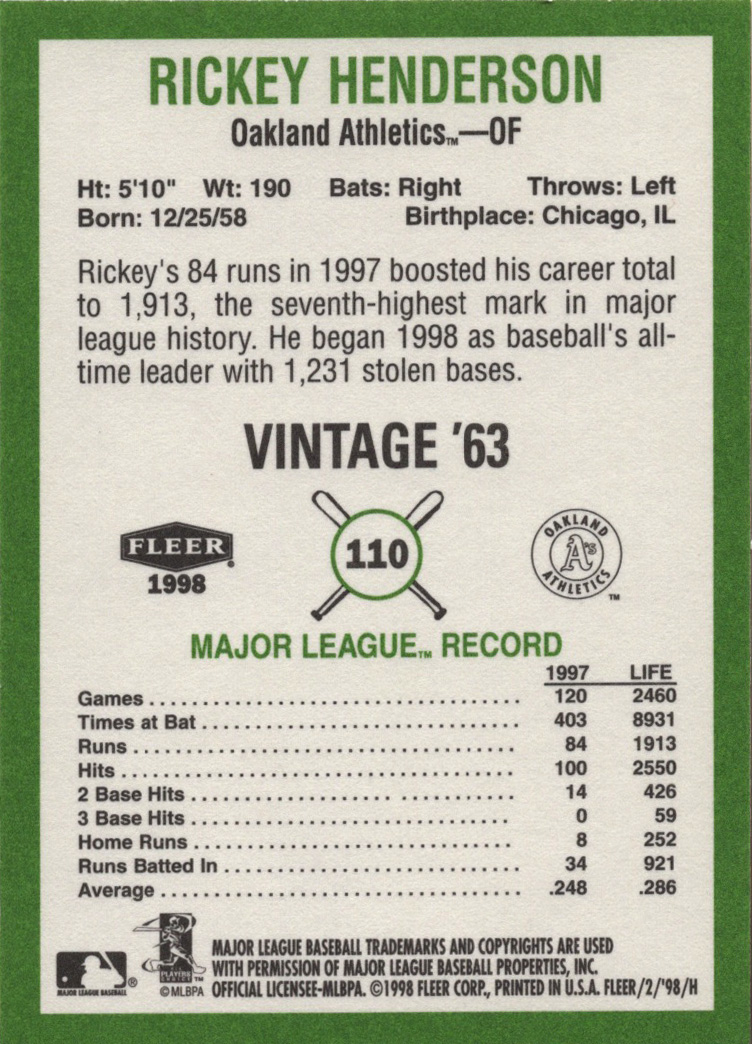 RICKEY HENDERSON
Oakland Athletics™—OF
Ht: 5'10" Wt: 190 Bats: Right Throws: Left
Born: 12/25/58 Birthplace: Chicago, IL
Rickey's 84 runs in 1997 boosted his career total
to 1,913, the seventh-highest mark in major
league history. He began 1998 as baseball's all-
time leader with 1,231 stolen bases.
VINTAGE '63
FLEER®
1998
110
OAKLAND
A's
ATHLETICS
™
MAJOR LEAGUE™ RECORD
1997 LIFE
Games 120 2460
Times at Bat 403 8931
Runs 84 1913
Hits 100 2550
2 Base Hits 14 426
3 Base Hits 0 59
Home Runs 8 252
Runs Batted In 34 921
Average .248 .286
MAJOR LEAGUE BASEBALL®
PLAYERS
CHOICE™
©MLBPA
MAJOR LEAGUE BASEBALL TRADEMARKS AND COPYRIGHTS ARE USED
WITH PERMISSION OF MAJOR LEAGUE BASEBALL PROPERTIES, INC.
OFFICIAL LICENSEE-MLBPA. ©1998 FLEER CORP., PRINTED IN U.S.A. FLEER/2/'98/H